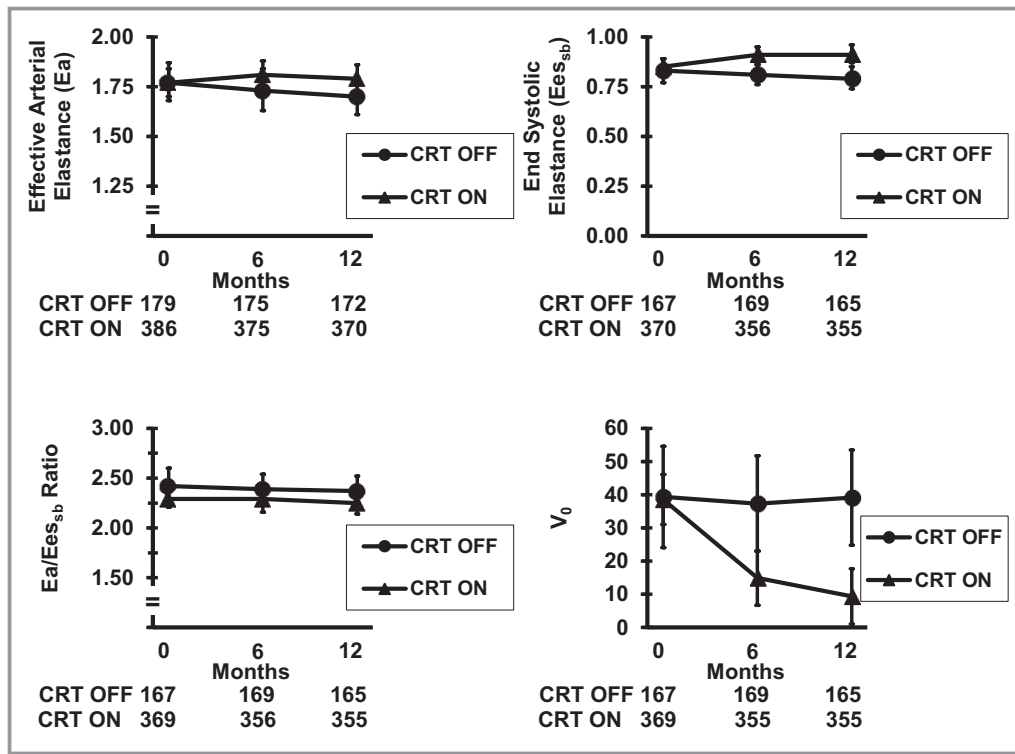 Effective Arterial
Elastance (Ea)
2.00
1.75
1.50
1.25
=
CRT OFF
CRT ON
0 6 12
Months
CRT OFF 179 175 172
CRT ON 386 375 370
End Systolic
Elastance (Ees_sb)
1.00
0.75
0.50
0.25
0.00
CRT OFF
CRT ON
0 6 12
Months
CRT OFF 167 169 165
CRT ON 370 356 355
Ea/Ees_sb Ratio
3.00
2.50
2.00
1.50
=
CRT OFF
CRT ON
0 6 12
Months
CRT OFF 167 169 165
CRT ON 369 356 355
V_0
60
50
40
30
20
10
0
CRT OFF
CRT ON
0 6 12
Months
CRT OFF 167 169 165
CRT ON 369 355 355